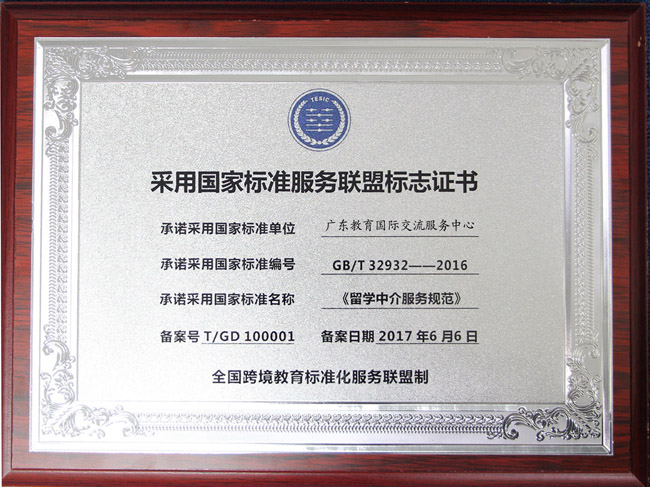 TESIC
采用国家标准服务联盟标志证书
承诺采用国家标准单位 广东教育国际交流服务中心
承诺采用国家标准编号 GB/T 32932——2016
承诺采用国家标准名称 《留学中介服务规范》
备案号 T/GD 100001 备案日期 2017 年6 月6 日
全国跨境教育标准化服务联盟制